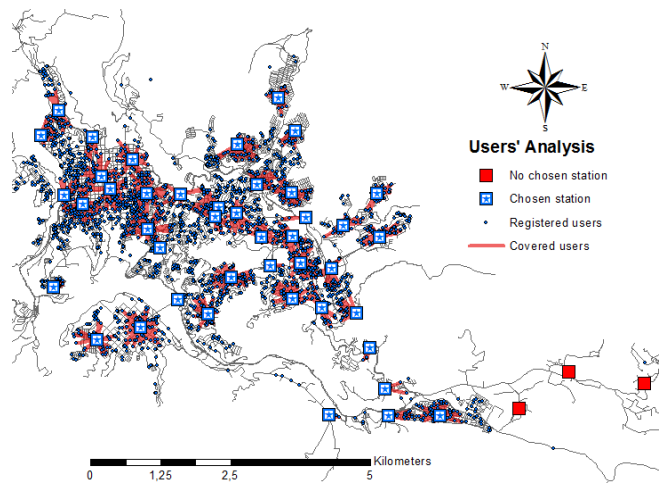 N
W E
S
Users' Analysis
No chosen station
Chosen station
Registered users
Covered users
Kilometers
0 1,25 2,5 5